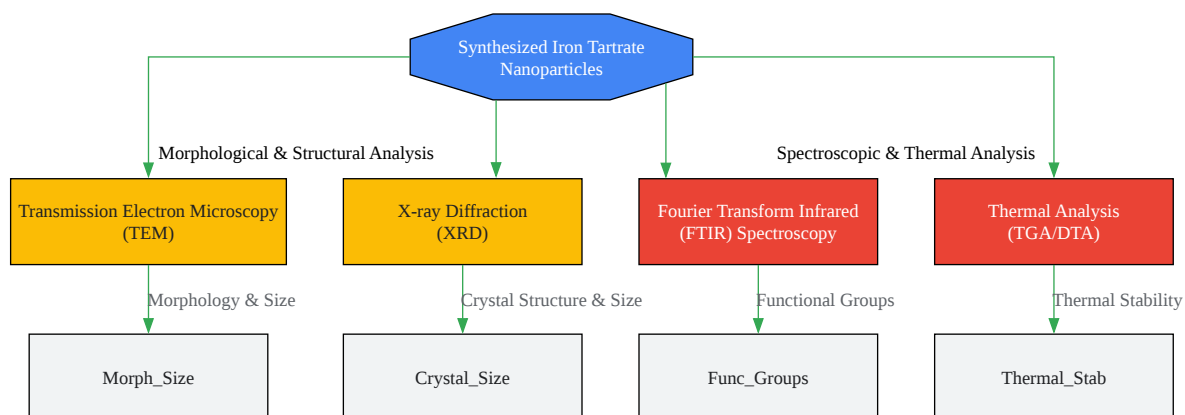 Synthesized Iron Tartrate
Nanoparticles
Morphological & Structural Analysis
Spectroscopic & Thermal Analysis
Transmission Electron Microscopy
(TEM)
X-ray Diffraction
(XRD)
Fourier Transform Infrared
(FTIR) Spectroscopy
Thermal Analysis
(TGA/DTA)
Morphology & Size
Crystal Structure & Size
Functional Groups
Thermal Stability
Morph_Size
Crystal_Size
Func_Groups
Thermal_Stab